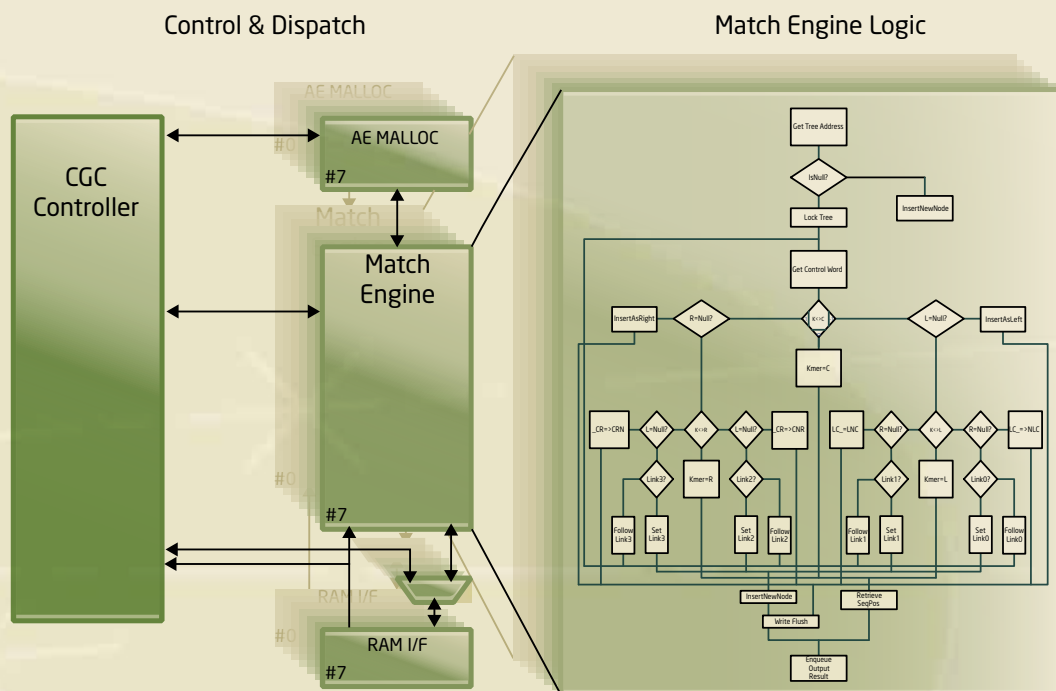 Control & Dispatch
Match Engine Logic
AE MALLOC
#0
AE MALLOC
#7
CGC
Controller
Match
#0
Match
Engine
#7
RAM I/F
#0
RAM I/F
#7
Get Tree Address
IsNull?
InsertNewNode
Lock Tree
Get Control Word
InsertAsRight
R=Null?
K<>C
L=Null?
InsertAsLeft
Kmer=C
_CR=>CRN
L=Null?
K<>R
L=Null?
_CR=>CNR
LC_=LNC
R=Null?
K<>L
R=Null?
LC_=>NLC
Link3?
Kmer=R
Link2?
Link1?
Kmer=L
Link0?
Follow
Link3
Set
Link3
Set
Link2
Follow
Link2
Follow
Link1
Set
Link1
Set
Link0
Follow
Link0
InsertNewNode
Retrieve
SeqPos
Write Flush
Enqueue
Output
Result